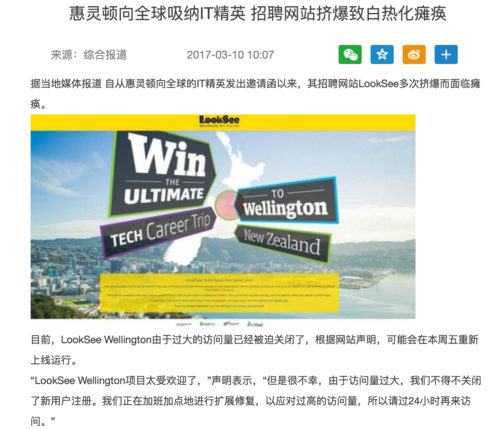 惠灵顿向全球吸纳IT精英 招聘网站挤爆致白热化瘫痪
来源：综合报道
2017-03-10 10:07
据当地媒体报道 自从惠灵顿向全球的IT精英发出邀请函以来，其招聘网站LookSee多次挤爆而面临瘫
痪。
LookSee
WELLINGTON NEW ZEALAND
Win
THE
ULTIMATE
TECH Career Trip
TO
Wellington
New Zealand
目前，LookSee Wellington由于过大的访问量已经被迫关闭了，根据网站声明，可能会在本周五重新
上线运行。
“LookSee Wellington项目太受欢迎了，”声明表示，“但是很不幸，由于访问量过大，我们不得不关闭
了新用户注册。我们正在加班加点地进行扩展修复，以应对过高的访问量，所以请过24小时再来访
问。”